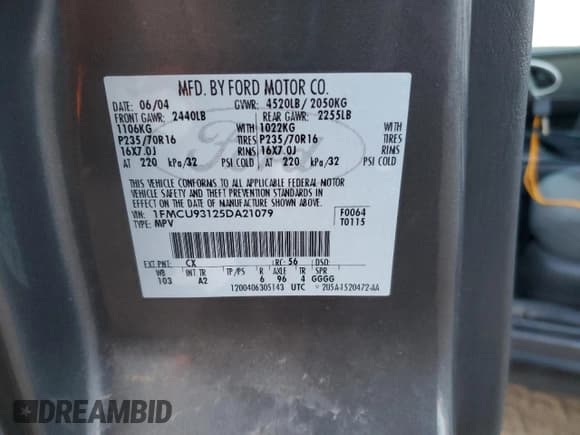 MFD. BY FORD MOTOR CO.
DATE: 06/04 GVWR: 4520LB/ 2050KG
FRONT GAWR: 2440LB REAR GAWR: 2255LB
1106KG WITH 1022KG WITH
P235/70R16 TIRES P235/70R16 TIRES
16X7.0J RIMS 16X7.0J RIMS
AT 220 kPa/32 PSI COLD AT 220 kPa/32 PSI COLD
Ford
THIS VEHICLE CONFORMS TO ALL APPLICABLE FEDERAL MOTOR
VEHICLE SAFETY AND THEFT PREVENTION STANDARDS IN
EFFECT ON THE DATE OF MANUFACTURE SHOWN ABOVE.
VIN: 1FMCU93125DA21079 F0064
TYPE: MPV T0115
EXT PNT: CX RC: 56 DSO:
WB INT TR TP/PS R AXLE TR SPR
103 A2 6 96 4 GGGG
1200406305143 UTC 2U5A-1520472-AA
DREAMBID